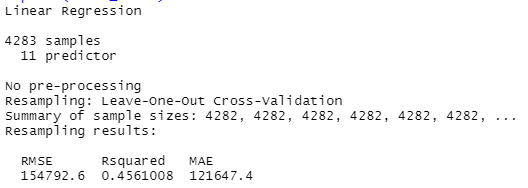 Linear Regression
4283 samples
11 predictor
No pre-processing
Resampling: Leave-One-Out Cross-Validation
Summary of sample sizes: 4282, 4282, 4282, 4282, 4282, 4282, ...
Resampling results:
RMSE Rsquared MAE
154792.6 0.4561008 121647.4